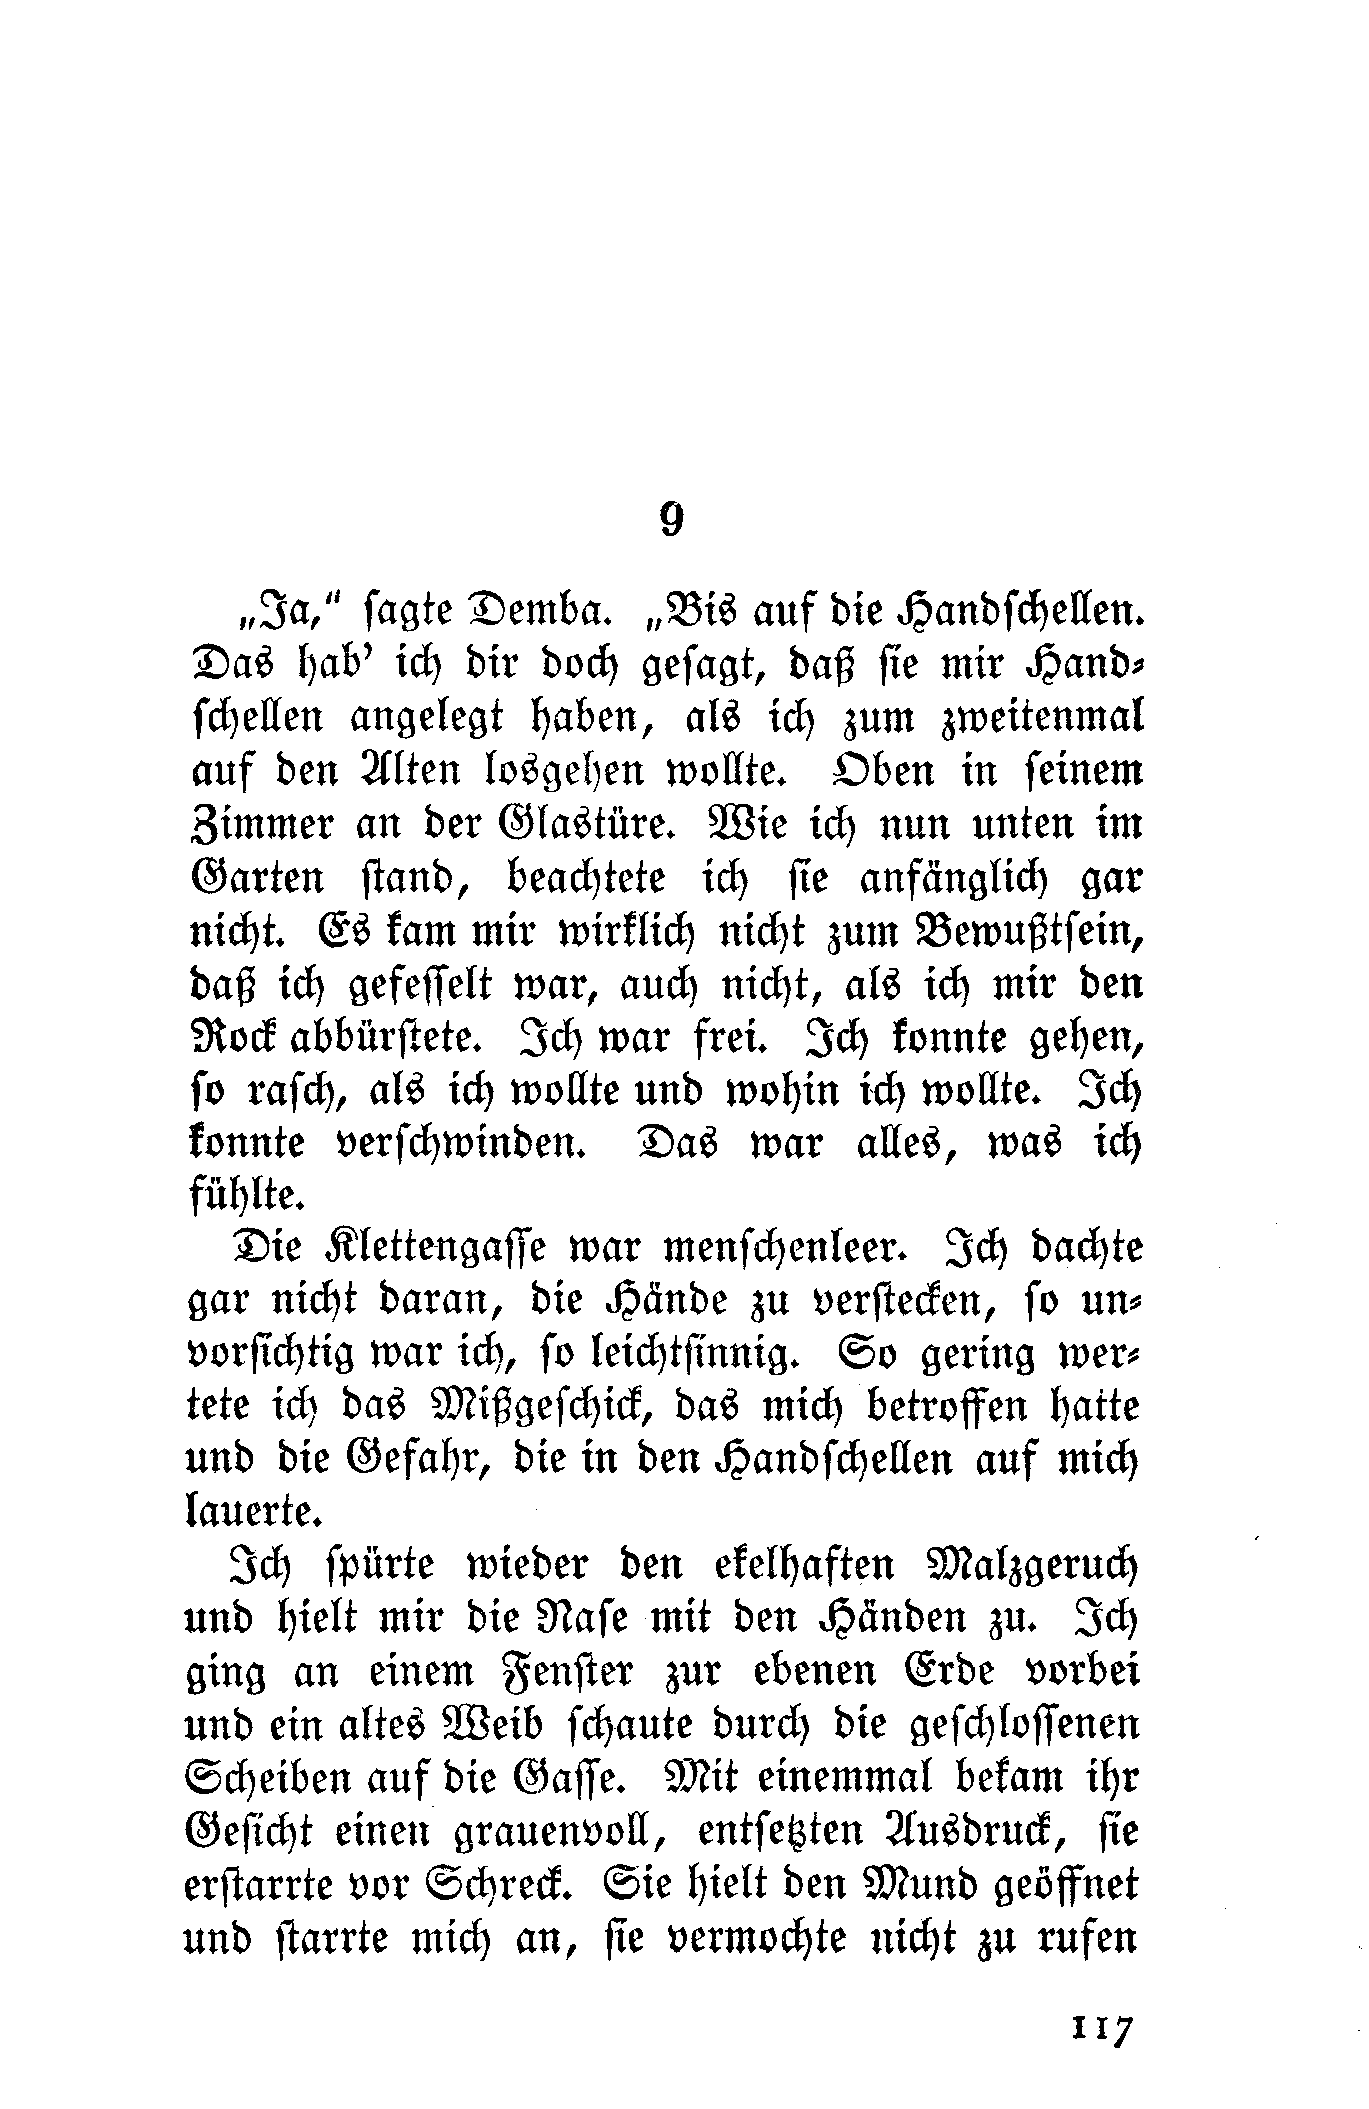 9
„Ja,“ sagte Demba. „Bis auf die Handschellen.
Das hab’ ich dir doch gesagt, daß sie mir Hand-
schellen angelegt haben, als ich zum zweitenmal
auf den Alten losgehen wollte. Oben in seinem
Zimmer an der Glastüre. Wie ich nun unten im
Garten stand, beachtete ich sie anfänglich gar
nicht. Es kam mir wirklich nicht zum Bewußtsein,
daß ich gefesselt war, auch nicht, als ich mir den
Rock abbürstete. Ich war frei. Ich konnte gehen,
so rasch, als ich wollte und wohin ich wollte. Ich
konnte verschwinden. Das war alles, was ich
fühlte.
Die Klettengasse war menschenleer. Ich dachte
gar nicht daran, die Hände zu verstecken, so un-
vorsichtig war ich, so leichtsinnig. So gering wer-
tete ich das Mißgeschick, das mich betroffen hatte
und die Gefahr, die in den Handschellen auf mich
lauerte.
Ich spürte wieder den ekelhaften Malzgeruch
und hielt mir die Nase mit den Händen zu. Ich
ging an einem Fenster zur ebenen Erde vorbei
und ein altes Weib schaute durch die geschlossenen
Scheiben auf die Gasse. Mit einemmal bekam ihr
Gesicht einen grauenvoll, entsetzten Ausdruck, sie
erstarrte vor Schreck. Sie hielt den Mund geöffnet
und starrte mich an, sie vermochte nicht zu rufen
117